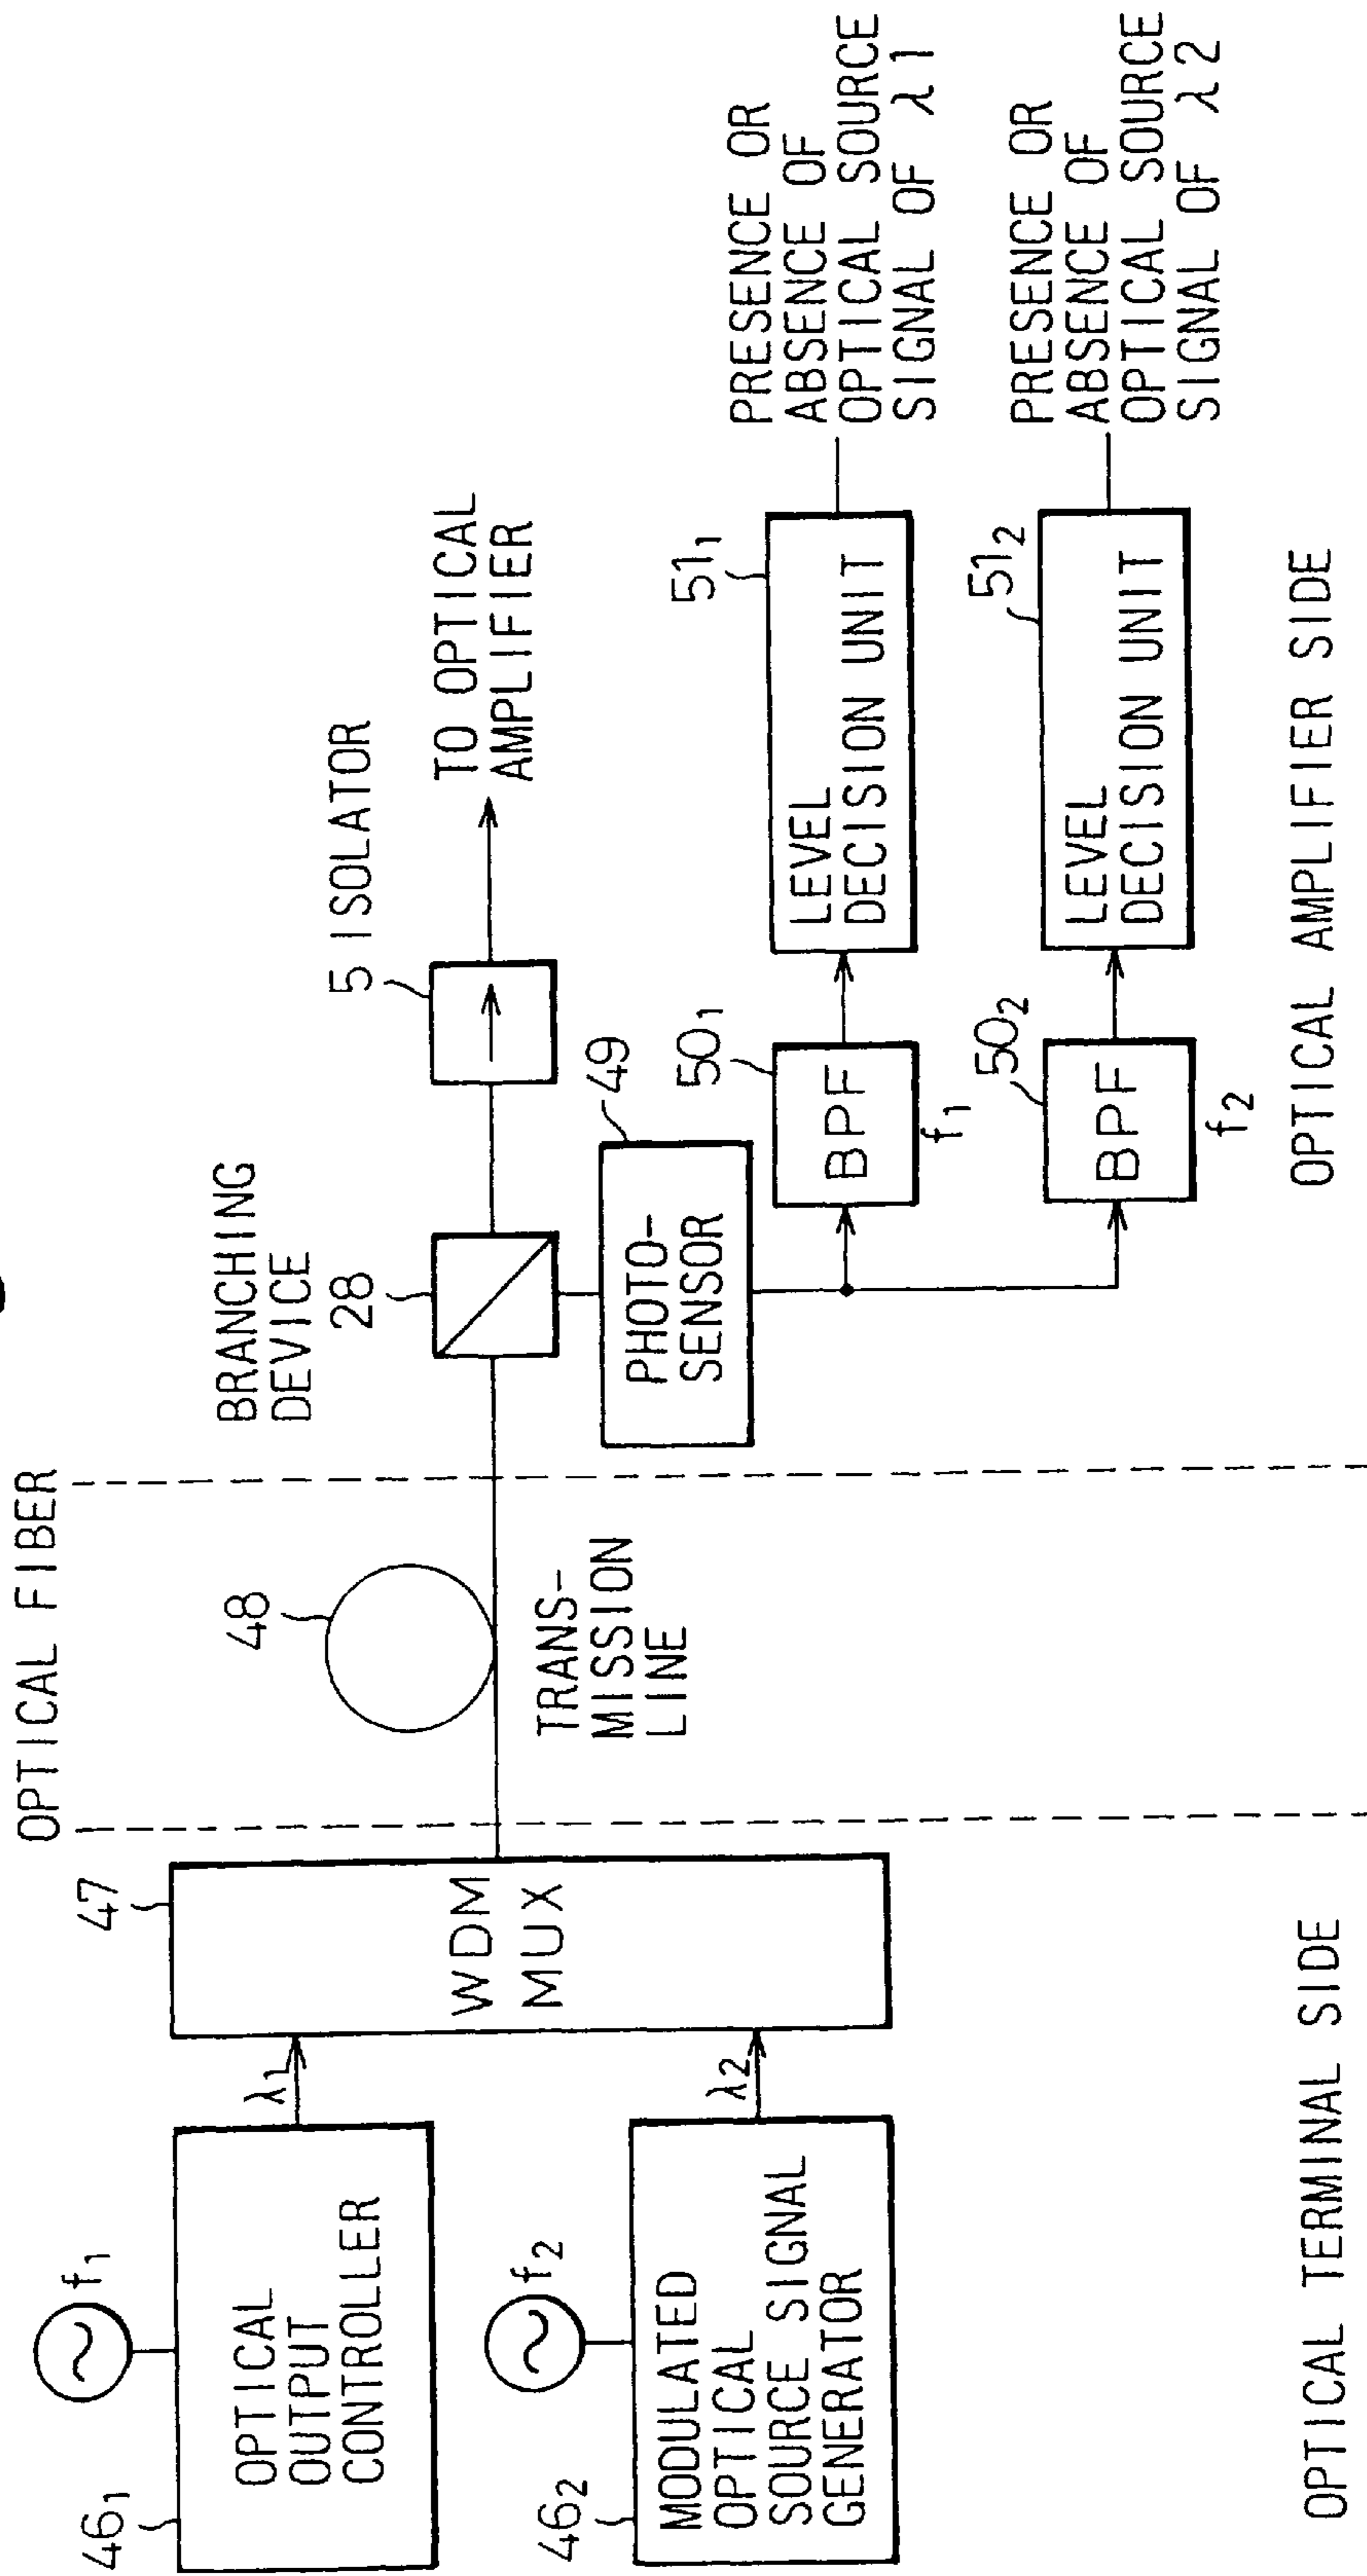 OPTICAL FIBER
46₁
f₁
OPTICAL
OUTPUT
CONTROLLER
λ₁
46₂
f₂
MODULATED
OPTICAL
SOURCE SIGNAL
GENERATOR
λ₂
47
WDM
MUX
OPTICAL TERMINAL SIDE
48
TRANS-
MISSION
LINE
BRANCHING
DEVICE
28
5 ISOLATOR
TO OPTICAL
AMPLIFIER
49
PHOTO-
SENSOR
50₁
BPF
f₁
51₁
LEVEL
DECISION UNIT
PRESENCE OR
ABSENCE OF
OPTICAL SOURCE
SIGNAL OF λ1
50₂
BPF
f₂
51₂
LEVEL
DECISION UNIT
PRESENCE OR
ABSENCE OF
OPTICAL SOURCE
SIGNAL OF λ2
OPTICAL AMPLIFIER SIDE